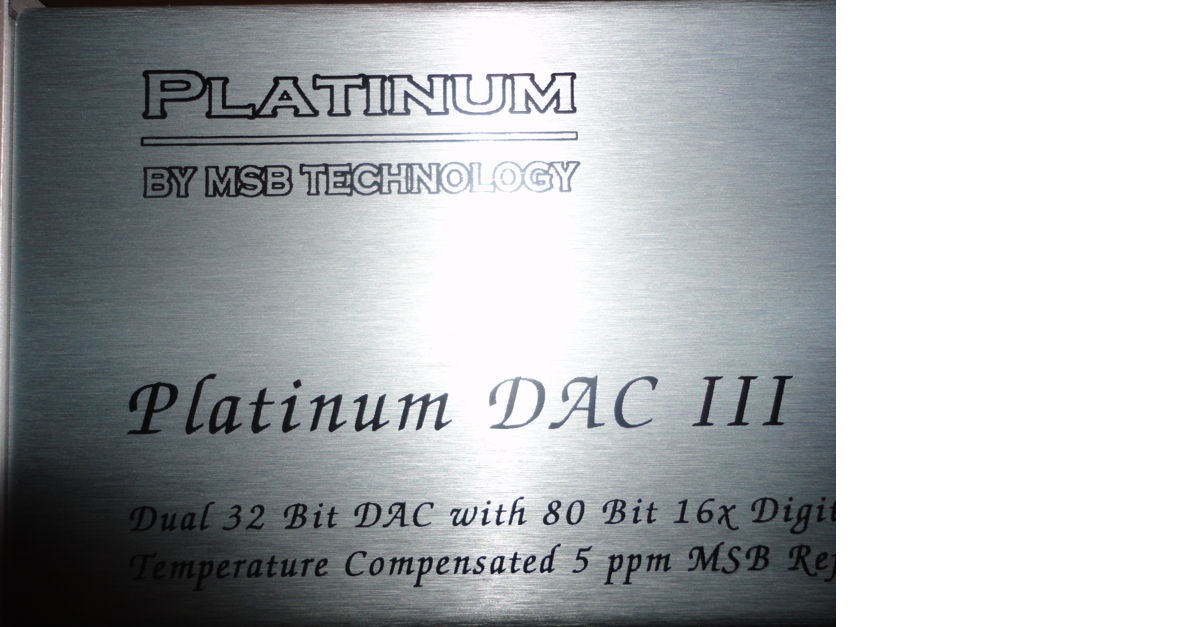 PLATINUM
BY MSB TECHNOLOGY
Platinum DAC III
Dual 32 Bit DAC with 80 Bit 16x
Temperature Compensated 5 ppm MSB